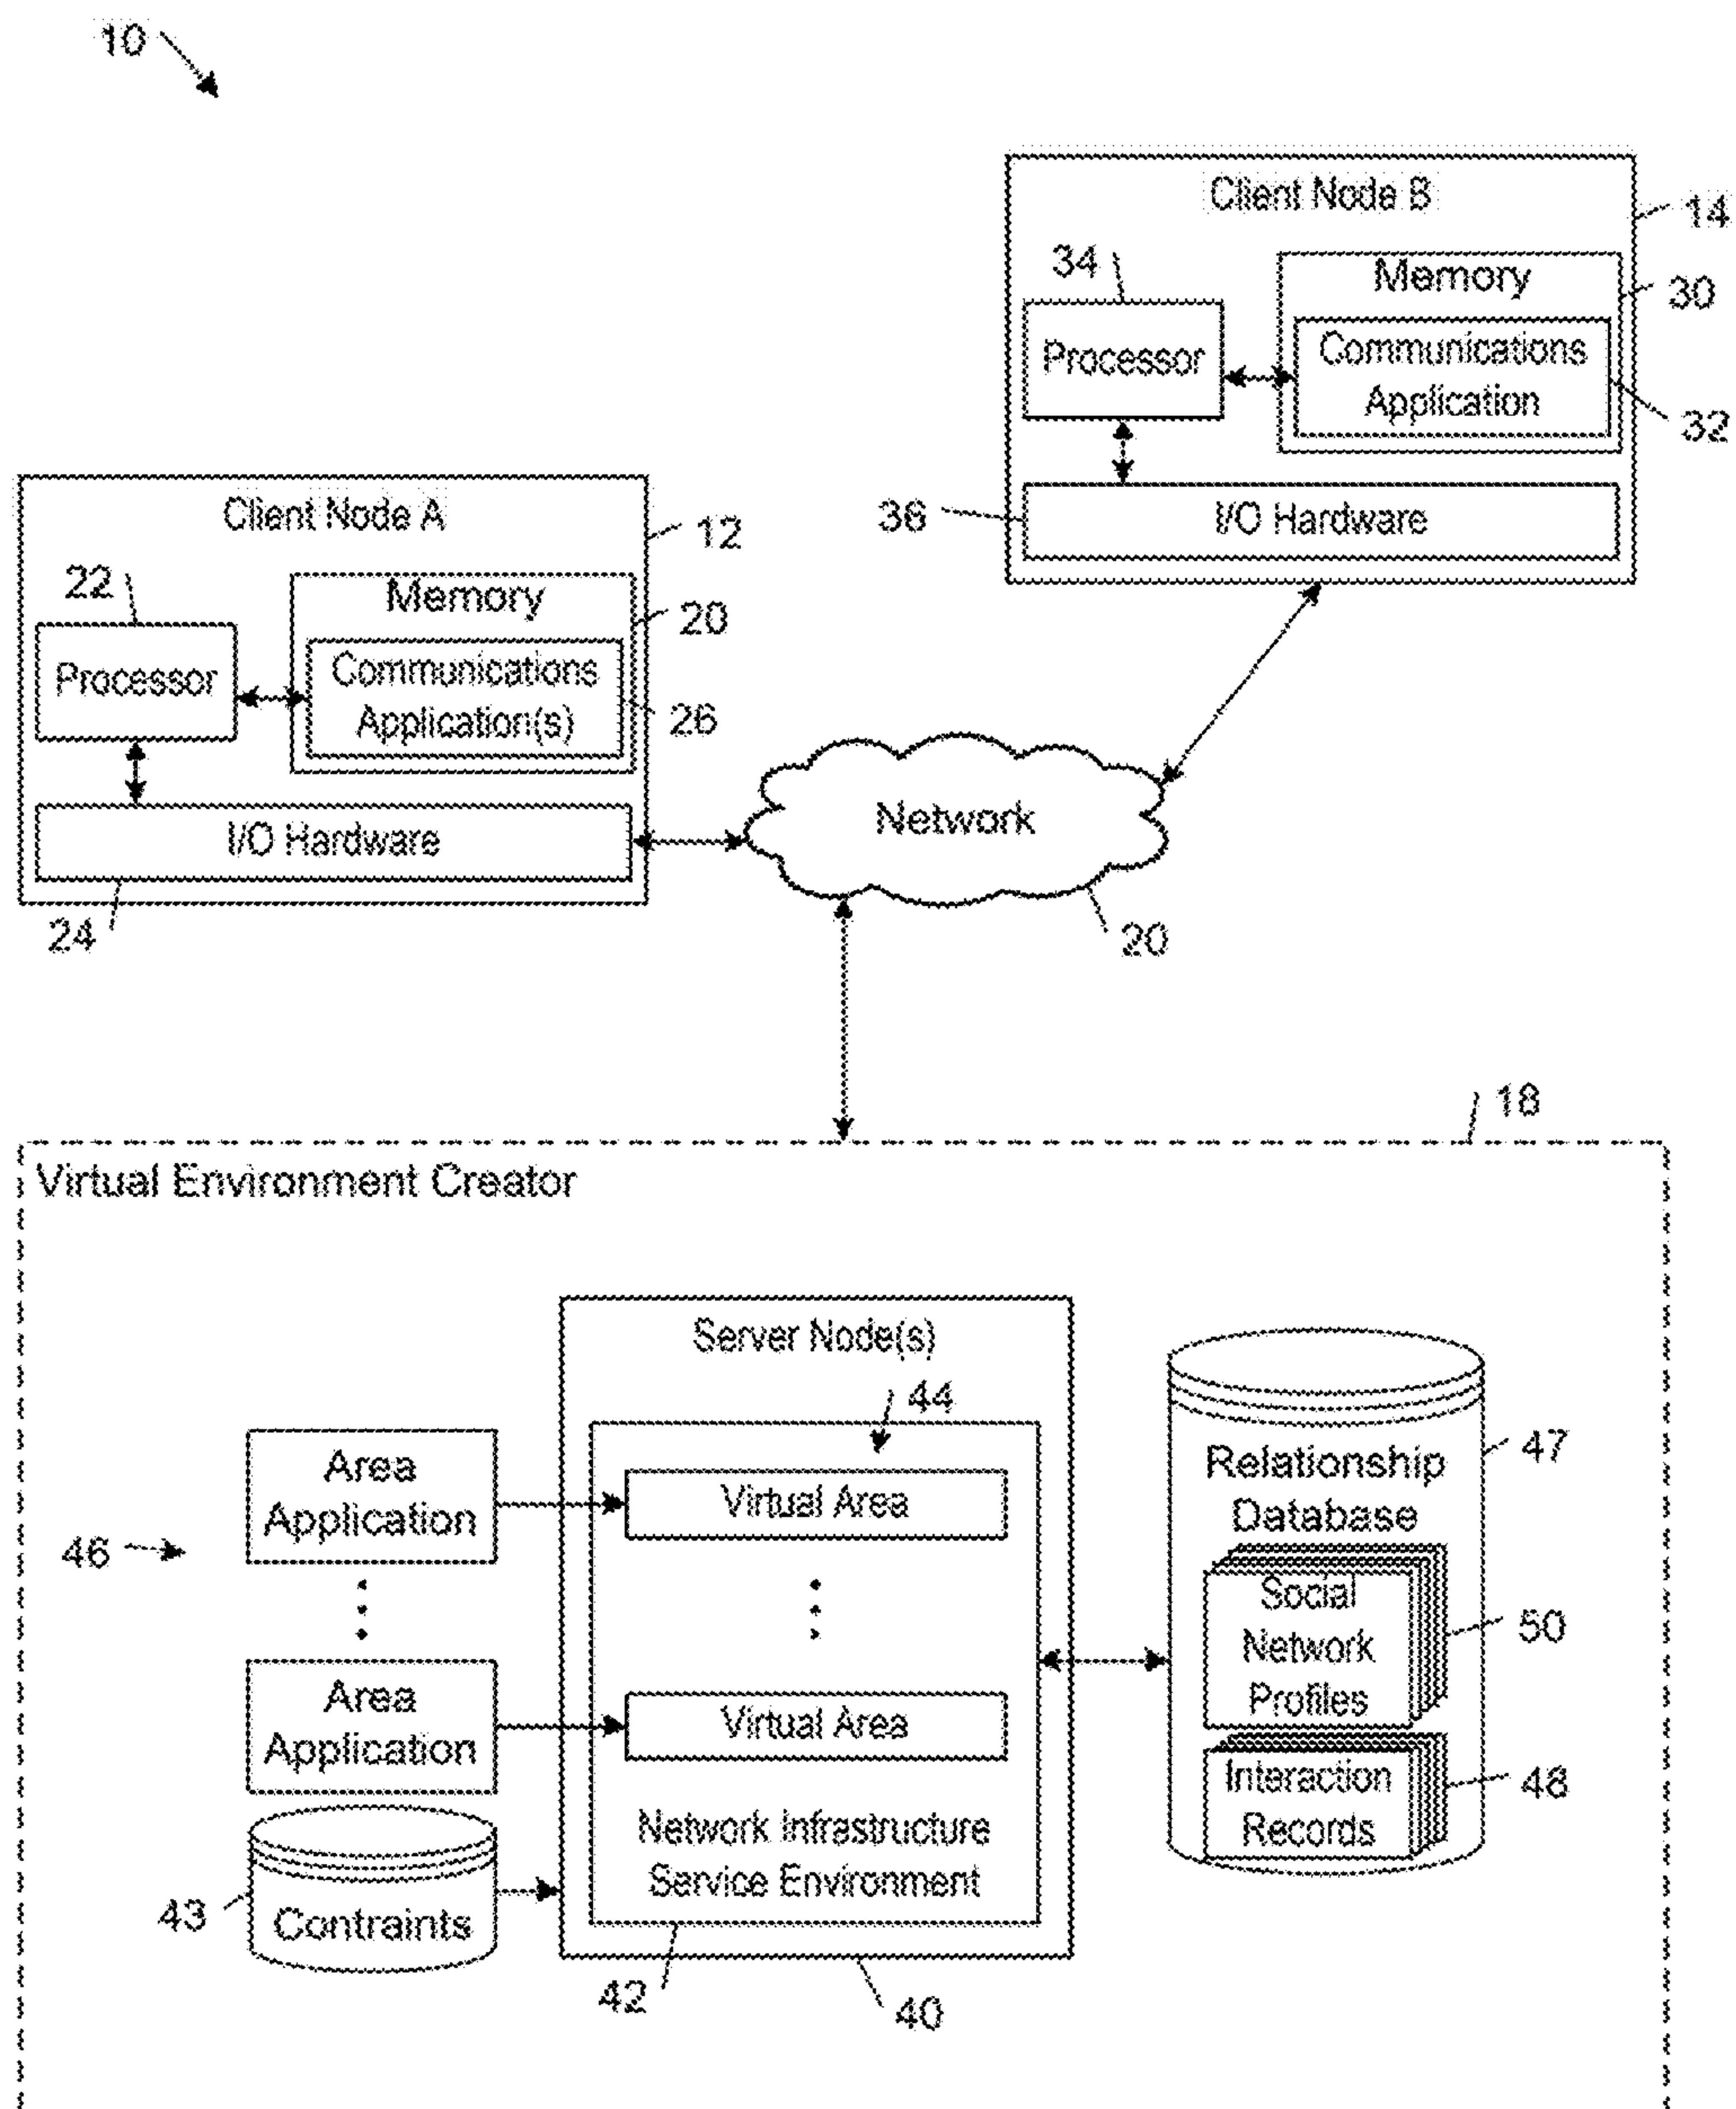 10
Client Node B
14
34
Memory
30
Processor
Communications
Application
32
36
I/O Hardware
Client Node A
12
22
Memory
20
Processor
Communications
Application(s)
26
I/O Hardware
24
Network
20
18
Virtual Environment Creator
Server Node(s)
44
47
Area
Application
Virtual Area
Relationship
Database
46
Social
Network
Profiles
50
Area
Application
Virtual Area
Interaction
Records
48
Network Infrastructure
Service Environment
43
Contraints
42
40